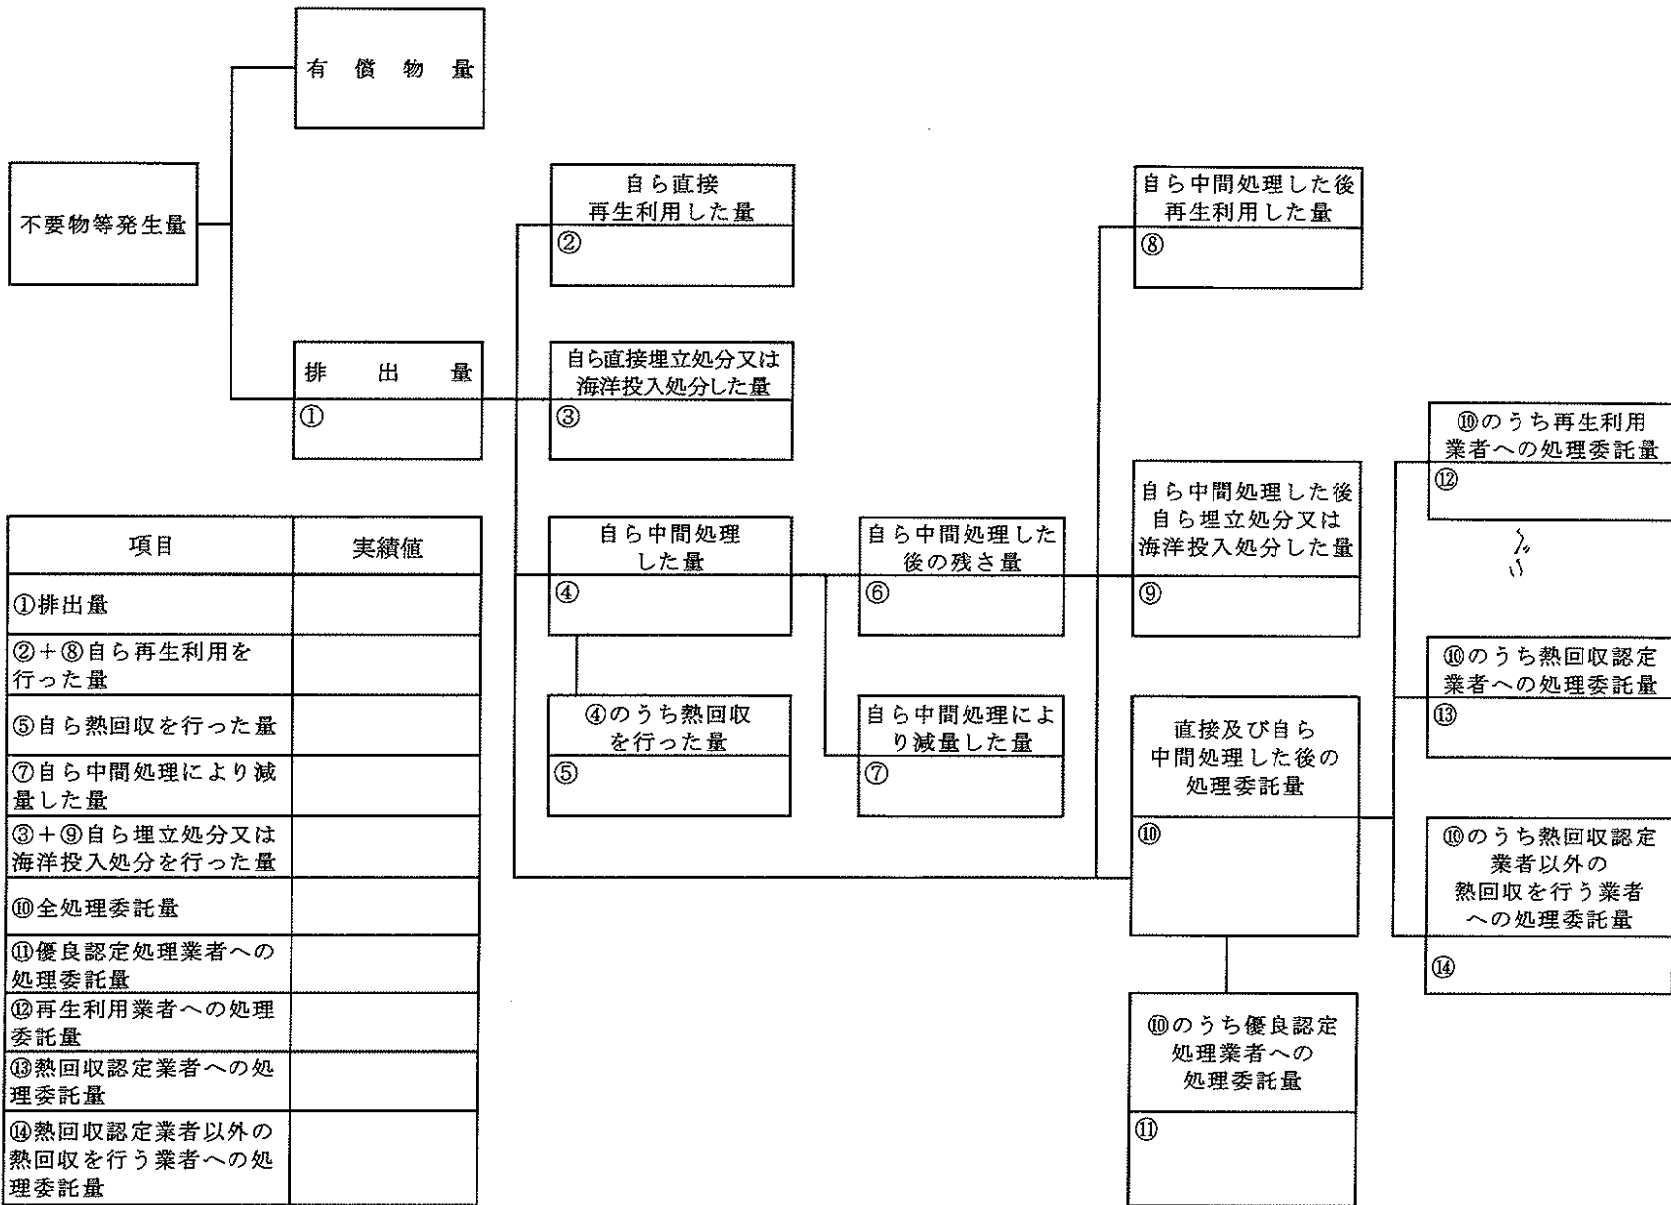 有償物量
不要物等発生量
排出量
①
自ら直接
再生利用した量
②
自ら直接埋立処分又は
海洋投入処分した量
③
自ら中間処理
した量
④
④のうち熱回収
を行った量
⑤
自ら中間処理した
後の残さ量
⑥
自ら中間処理によ
り減量した量
⑦
自ら中間処理した後
再生利用した量
⑧
自ら中間処理した後
自ら埋立処分又は
海洋投入処分した量
⑨
直接及び自ら
中間処理した後の
処理委託量
⑩
⑩のうち優良認定
処理業者への
処理委託量
⑪
⑩のうち再生利用
業者への処理委託量
⑫
⑩のうち熱回収認定
業者への処理委託量
⑬
⑩のうち熱回収認定
業者以外の
熱回収を行う業者
への処理委託量
⑭
項目 実績値
①排出量
②+⑧自ら再生利用を
行った量
⑤自ら熱回収を行った量
⑦自ら中間処理により減
量した量
③+⑨自ら埋立処分又は
海洋投入処分を行った量
⑩全処理委託量
⑪優良認定処理業者への
処理委託量
⑫再生利用業者への処理
委託量
⑬熱回収認定業者への処
理委託量
⑭熱回収認定業者以外の
熱回収を行う業者への処
理委託量